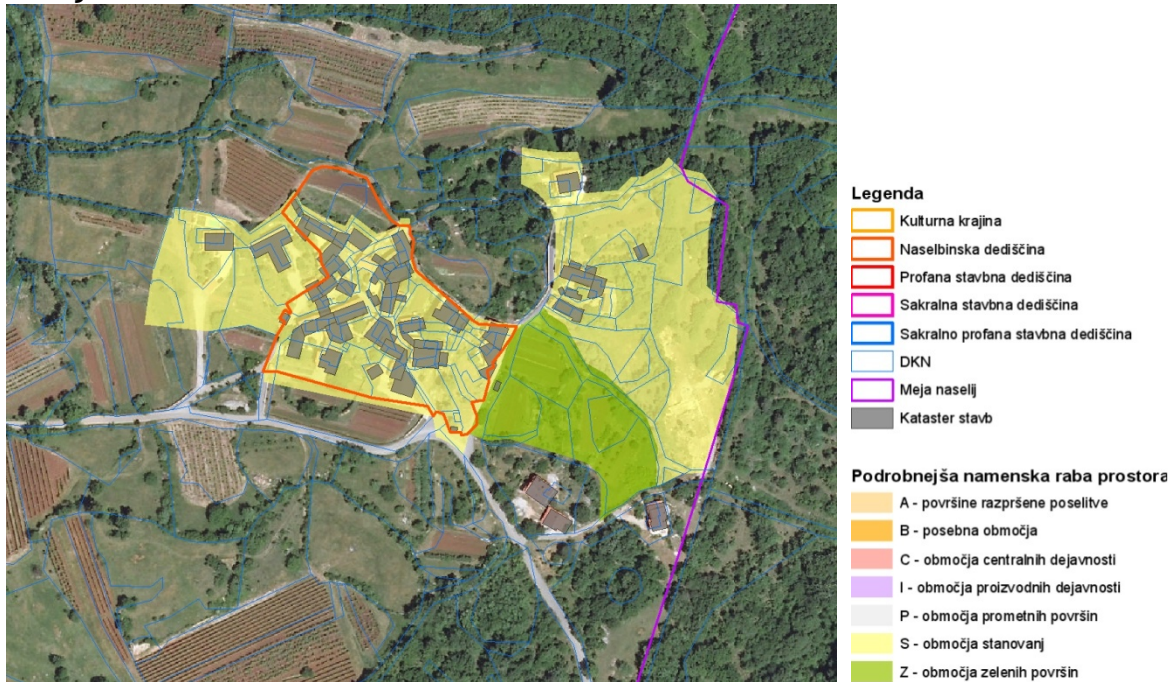 Legenda
Kulturna krajina
Naselbinska dediščina
Profana stavbna dediščina
Sakralna stavbna dediščina
Sakralno profana stavbna dediščina
DKN
Meja naselij
Kataster stavb
Podrobnejša namenska raba prostora
A - površine razpršene poselitve
B - posebna območja
C - območja centralnih dejavnosti
I - območja proizvodnih dejavnosti
P - območja prometnih površin
S - območja stanovanj
Z - območja zelenih površin